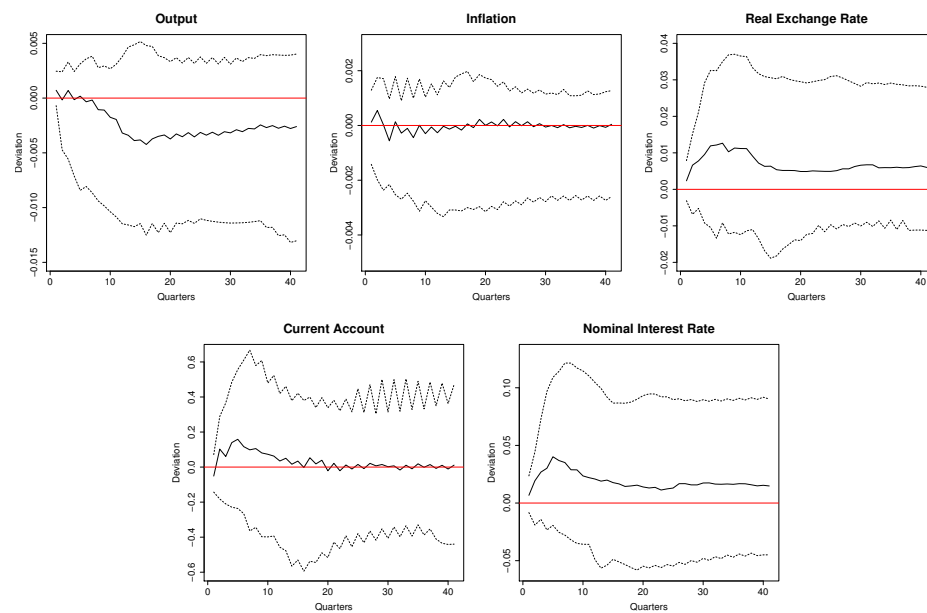 Output
Deviation
0.005
0.000
−0.005
−0.010
−0.015
0 10 20 30 40
Quarters
Inflation
Deviation
0.002
0.000
−0.002
−0.004
0 10 20 30 40
Quarters
Real Exchange Rate
Deviation
0.04
0.03
0.02
0.01
0.0
−0.01
−0.02
0 10 20 30 40
Quarters
Current Account
Deviation
0.6
0.4
0.2
0.0
−0.2
−0.4
−0.6
0 10 20 30 40
Quarters
Nominal Interest Rate
Deviation
0.10
0.05
0.00
−0.05
0 10 20 30 40
Quarters